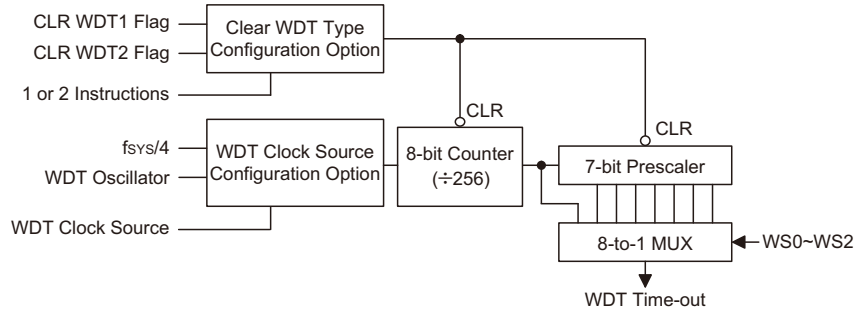 CLR WDT1 Flag
CLR WDT2 Flag
1 or 2 Instructions
Clear WDT Type
Configuration Option
CLR
CLR
fSYS/4
WDT Oscillator
WDT Clock Source
WDT Clock Source
Configuration Option
8-bit Counter
(÷256)
7-bit Prescaler
8-to-1 MUX
WS0~WS2
WDT Time-out